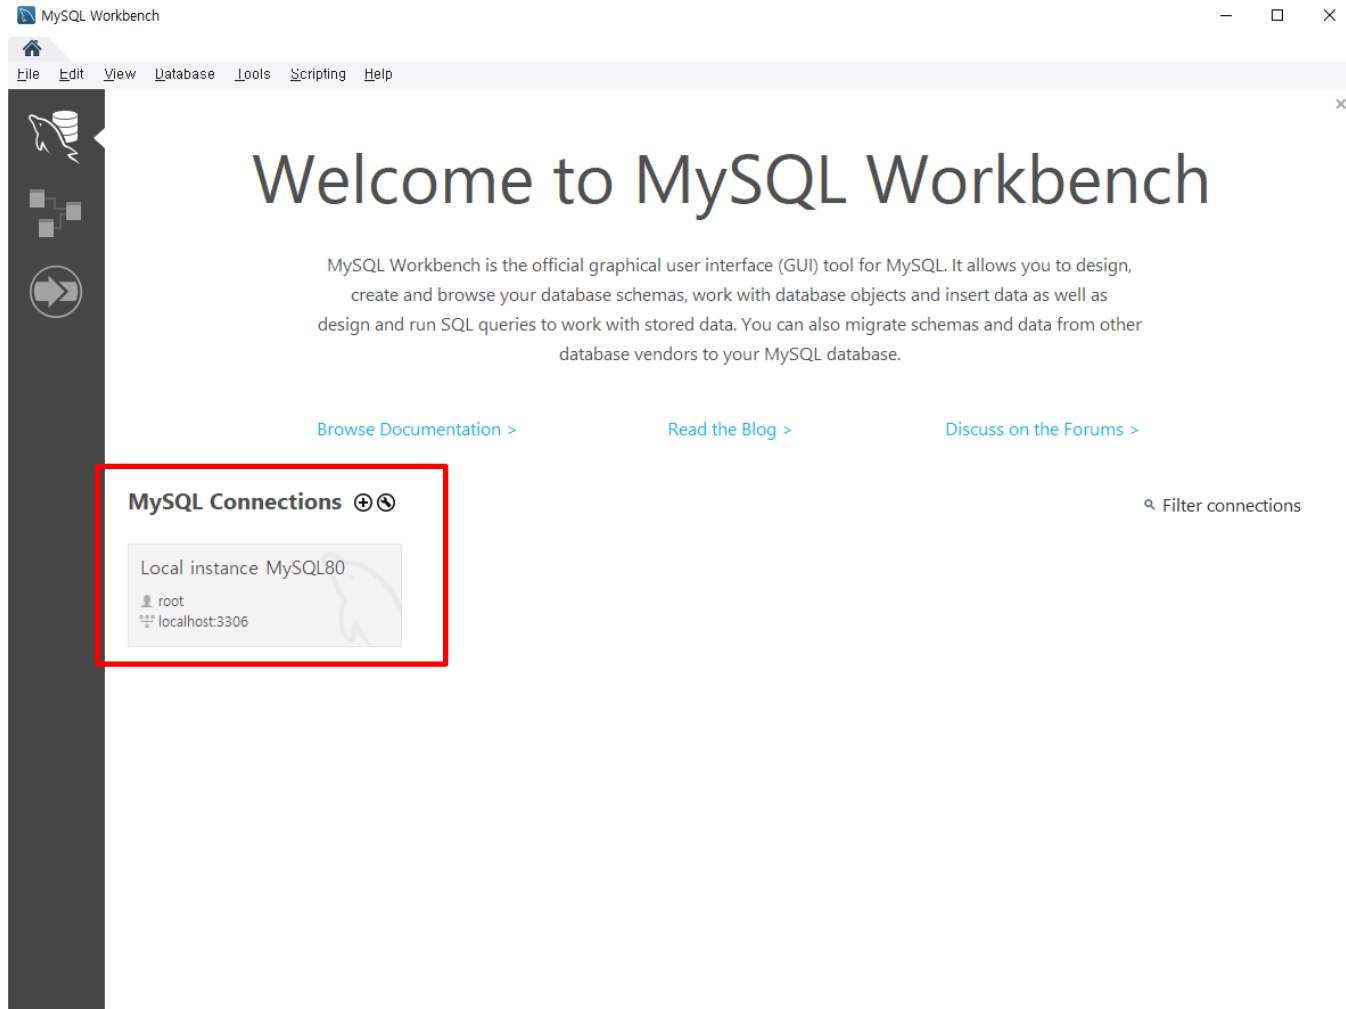 MySQL Workbench
File Edit View Database Tools Scripting Help
Welcome to MySQL Workbench
MySQL Workbench is the official graphical user interface (GUI) tool for MySQL. It allows you to design,
create and browse your database schemas, work with database objects and insert data as well as
design and run SQL queries to work with stored data. You can also migrate schemas and data from other
database vendors to your MySQL database.
Browse Documentation > Read the Blog > Discuss on the Forums >
MySQL Connections
Filter connections
Local instance MySQL80
root
localhost:3306